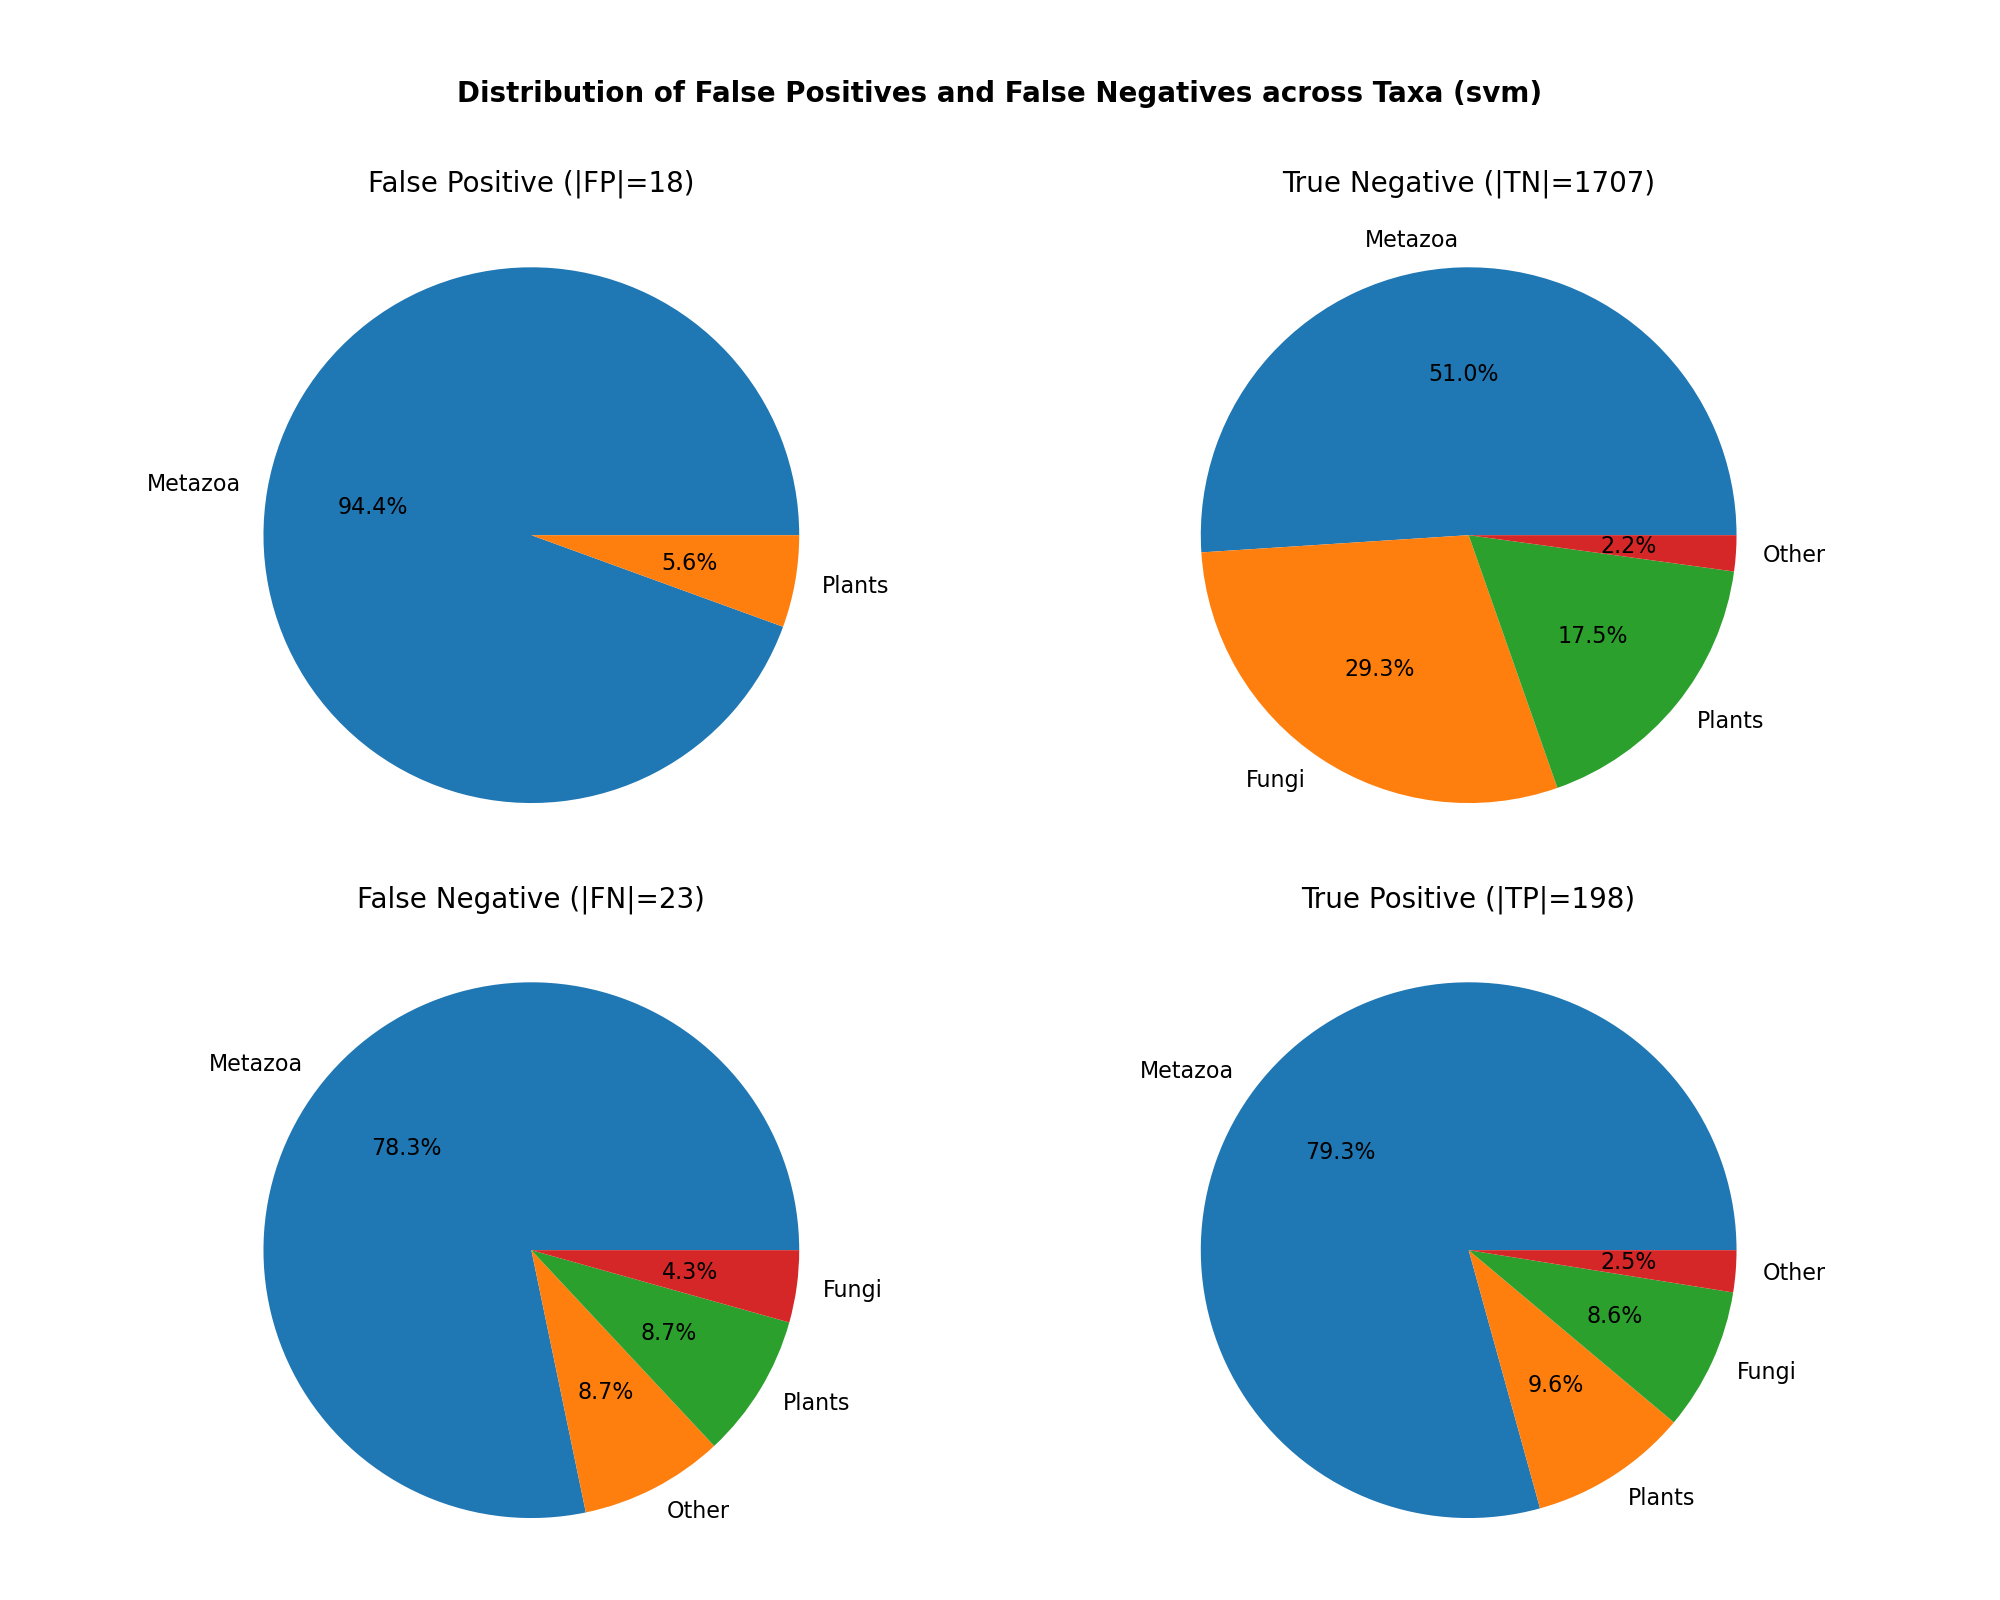 Distribution of False Positives and False Negatives across Taxa (svm)
False Positive (|FP|=18)
Metazoa
94.4%
5.6%
Plants
True Negative (|TN|=1707)
Metazoa
51.0%
2.2%
Other
17.5%
29.3%
Plants
Fungi
False Negative (|FN|=23)
Metazoa
78.3%
4.3%
Fungi
8.7%
8.7%
Plants
Other
True Positive (|TP|=198)
Metazoa
79.3%
2.5%
Other
8.6%
Fungi
9.6%
Plants